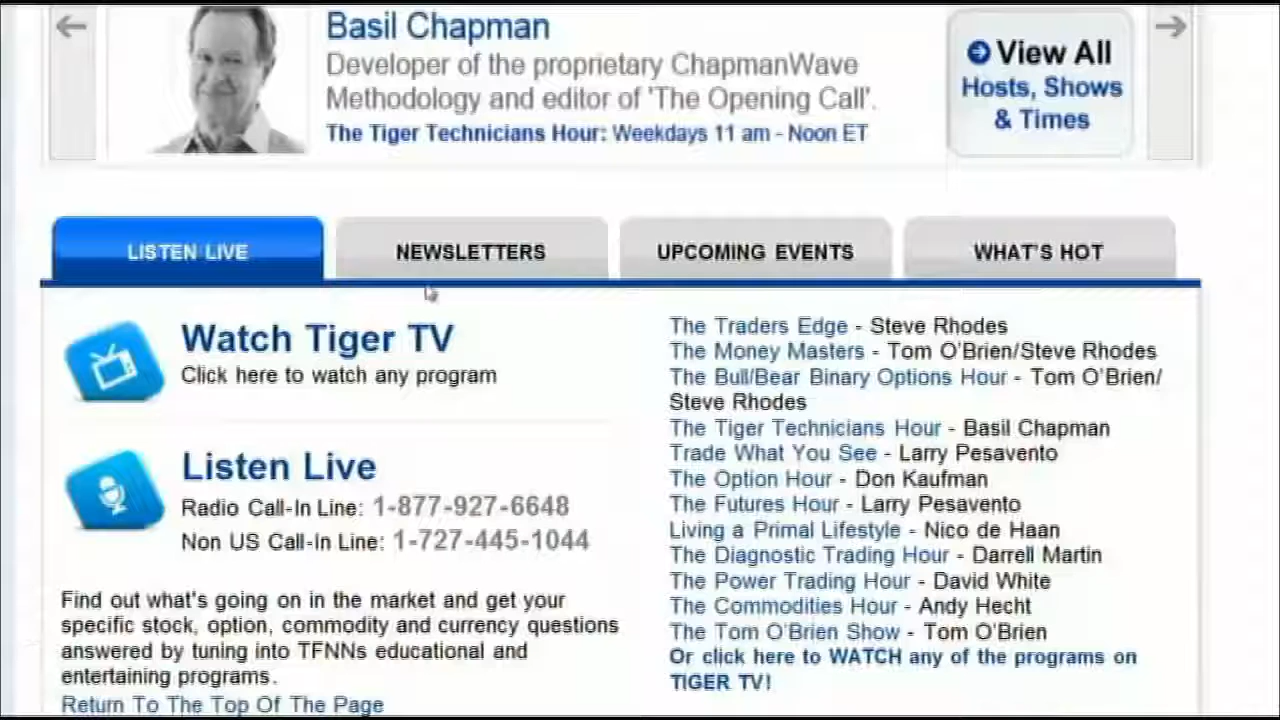 Basil Chapman
Developer of the proprietary ChapmanWave
Methodology and editor of 'The Opening Call'.
The Tiger Technicians Hour: Weekdays 11 am - Noon ET
View All
Hosts, Shows
& Times
LISTEN LIVE
NEWSLETTERS
UPCOMING EVENTS
WHAT'S HOT
Watch Tiger TV
Click here to watch any program
Listen Live
Radio Call-In Line: 1-877-927-6648
Non US Call-In Line: 1-727-445-1044
Find out what's going on in the market and get your
specific stock, option, commodity and currency questions
answered by tuning into TFNNs educational and
entertaining programs.
Return To The Top Of The Page
The Traders Edge - Steve Rhodes
The Money Masters - Tom O'Brien/Steve Rhodes
The Bull/Bear Binary Options Hour - Tom O'Brien/
Steve Rhodes
The Tiger Technicians Hour - Basil Chapman
Trade What You See - Larry Pesavento
The Option Hour - Don Kaufman
The Futures Hour - Larry Pesavento
Living a Primal Lifestyle - Nico de Haan
The Diagnostic Trading Hour - Darrell Martin
The Power Trading Hour - David White
The Commodities Hour - Andy Hecht
The Tom O'Brien Show - Tom O'Brien
Or click here to WATCH any of the programs on
TIGER TV!